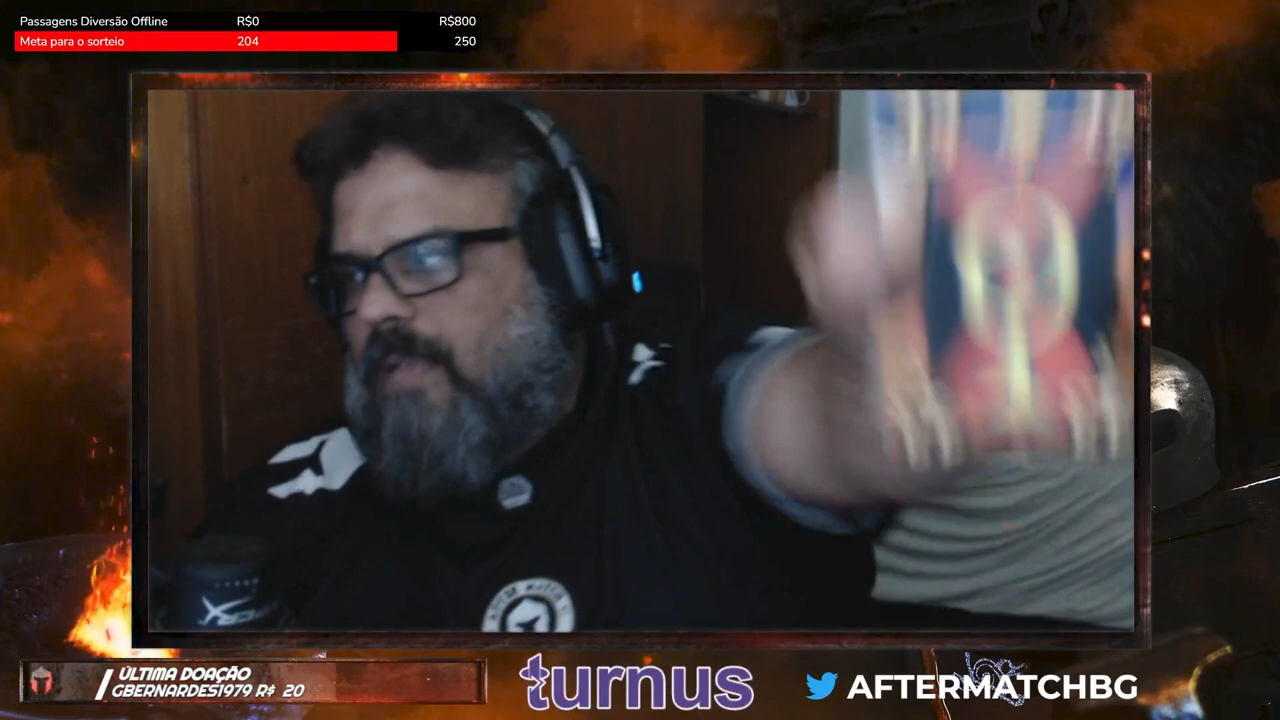 Passagens Diversão Offline R$0 R$800
Meta para o sorteio 204 250
ÚLTIMA DOAÇÃO
GBERNARDES1979 R$ 20
turnus
AFTERMATCHBG